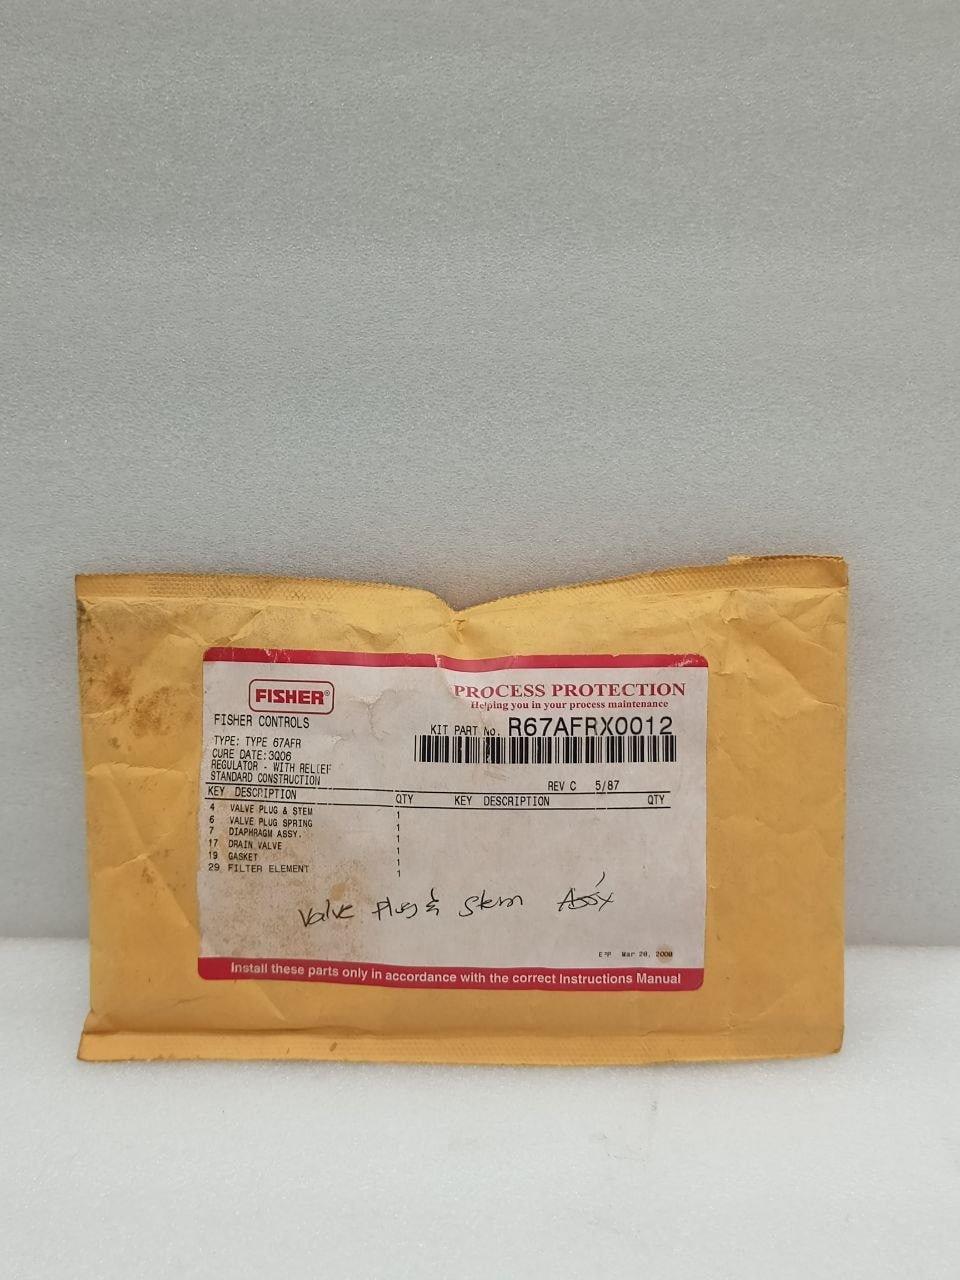 FISHER®
PROCESS PROTECTION
Helping you in your process maintenance
FISHER CONTROLS
KIT PART No. R67AFRX0012
TYPE: TYPE 67AFR
CURE DATE:3Q06
REGULATOR - WITH RELIEF
STANDARD CONSTRUCTION
REV C 5/87
KEY DESCRIPTION QTY KEY DESCRIPTION QTY
4 VALVE PLUG & STEM 1
6 VALVE PLUG SPRING 1
7 DIAPHRAGM ASSY. 1
17 DRAIN VALVE 1
19 GASKET 1
29 FILTER ELEMENT 1
Valve Plug & Stem Ass'y
Mar 20, 2008
Install these parts only in accordance with the correct Instructions Manual